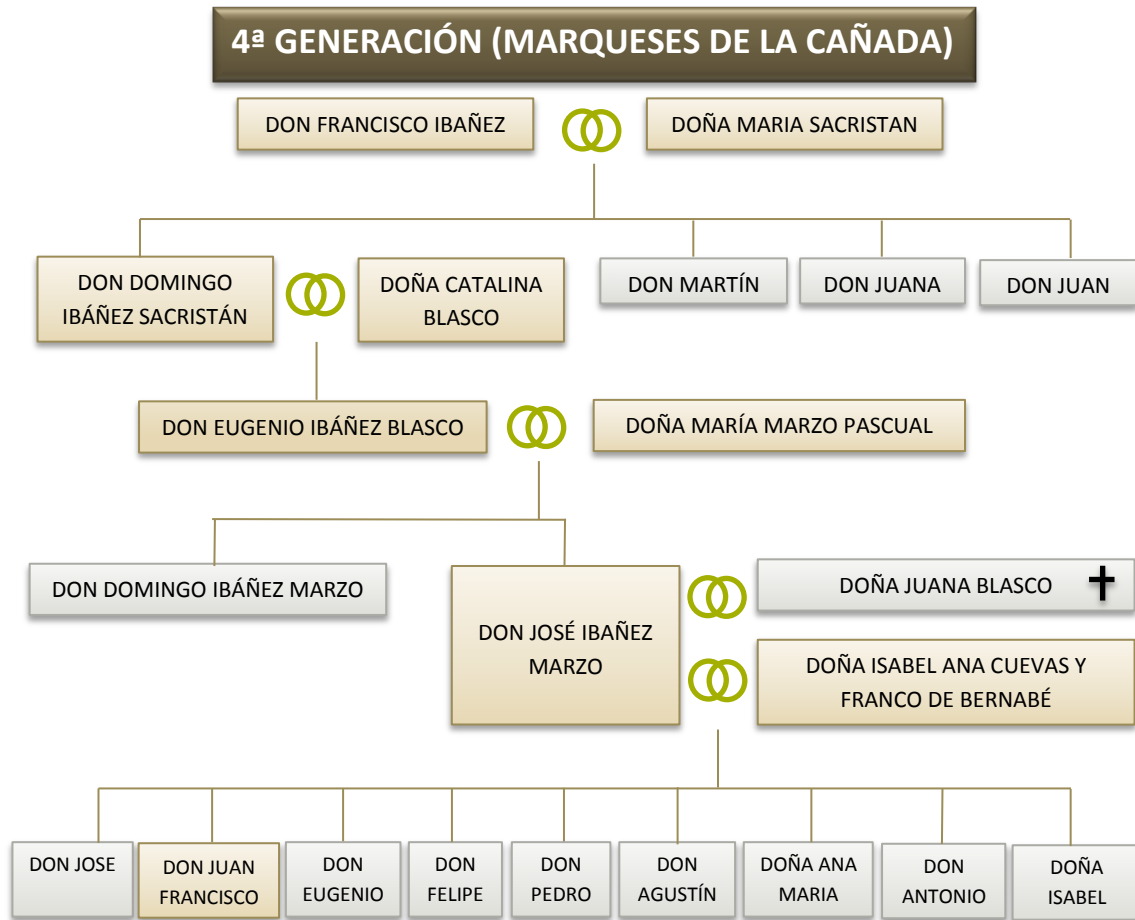 4ª GENERACIÓN (MARQUESES DE LA CAÑADA)
DON FRANCISCO IBAÑEZ
DOÑA MARIA SACRISTAN
DON DOMINGO
IBÁÑEZ SACRISTÁN
DOÑA CATALINA
BLASCO
DON MARTÍN
DON JUANA
DON JUAN
DON EUGENIO IBÁÑEZ BLASCO
DOÑA MARÍA MARZO PASCUAL
DON DOMINGO IBÁÑEZ MARZO
DON JOSÉ IBAÑEZ
MARZO
DOÑA JUANA BLASCO
DOÑA ISABEL ANA CUEVAS Y
FRANCO DE BERNABÉ
DON JOSE
DON JUAN
FRANCISCO
DON
EUGENIO
DON
FELIPE
DON
PEDRO
DON
AGUSTÍN
DOÑA ANA
MARIA
DON
ANTONIO
DOÑA
ISABEL